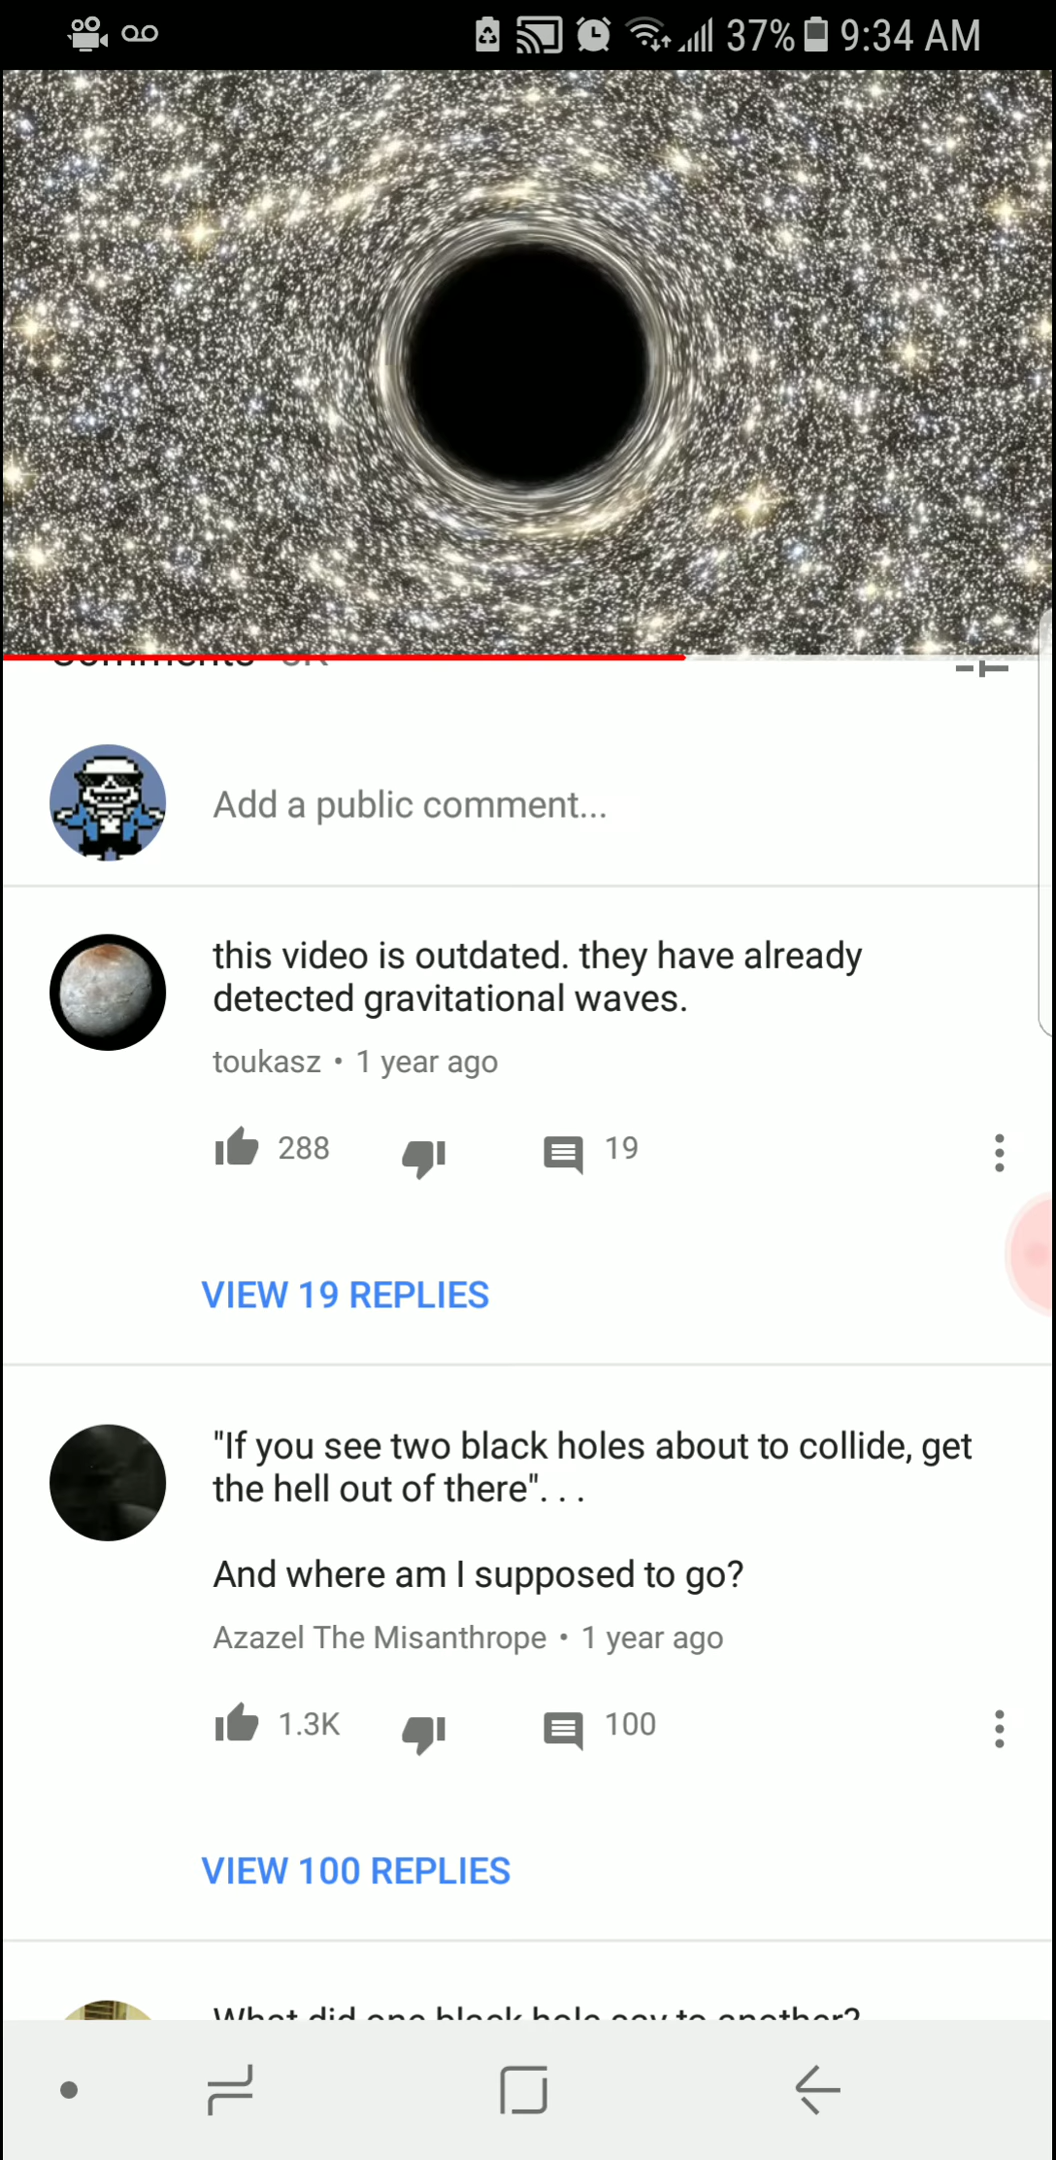 37% 9:34 AM
Comments
Add a public comment...
this video is outdated. they have already
detected gravitational waves.
toukasz • 1 year ago
288 19
VIEW 19 REPLIES
"If you see two black holes about to collide, get
the hell out of there". . .
And where am I supposed to go?
Azazel The Misanthrope • 1 year ago
1.3K 100
VIEW 100 REPLIES
What did one black hole say to another?